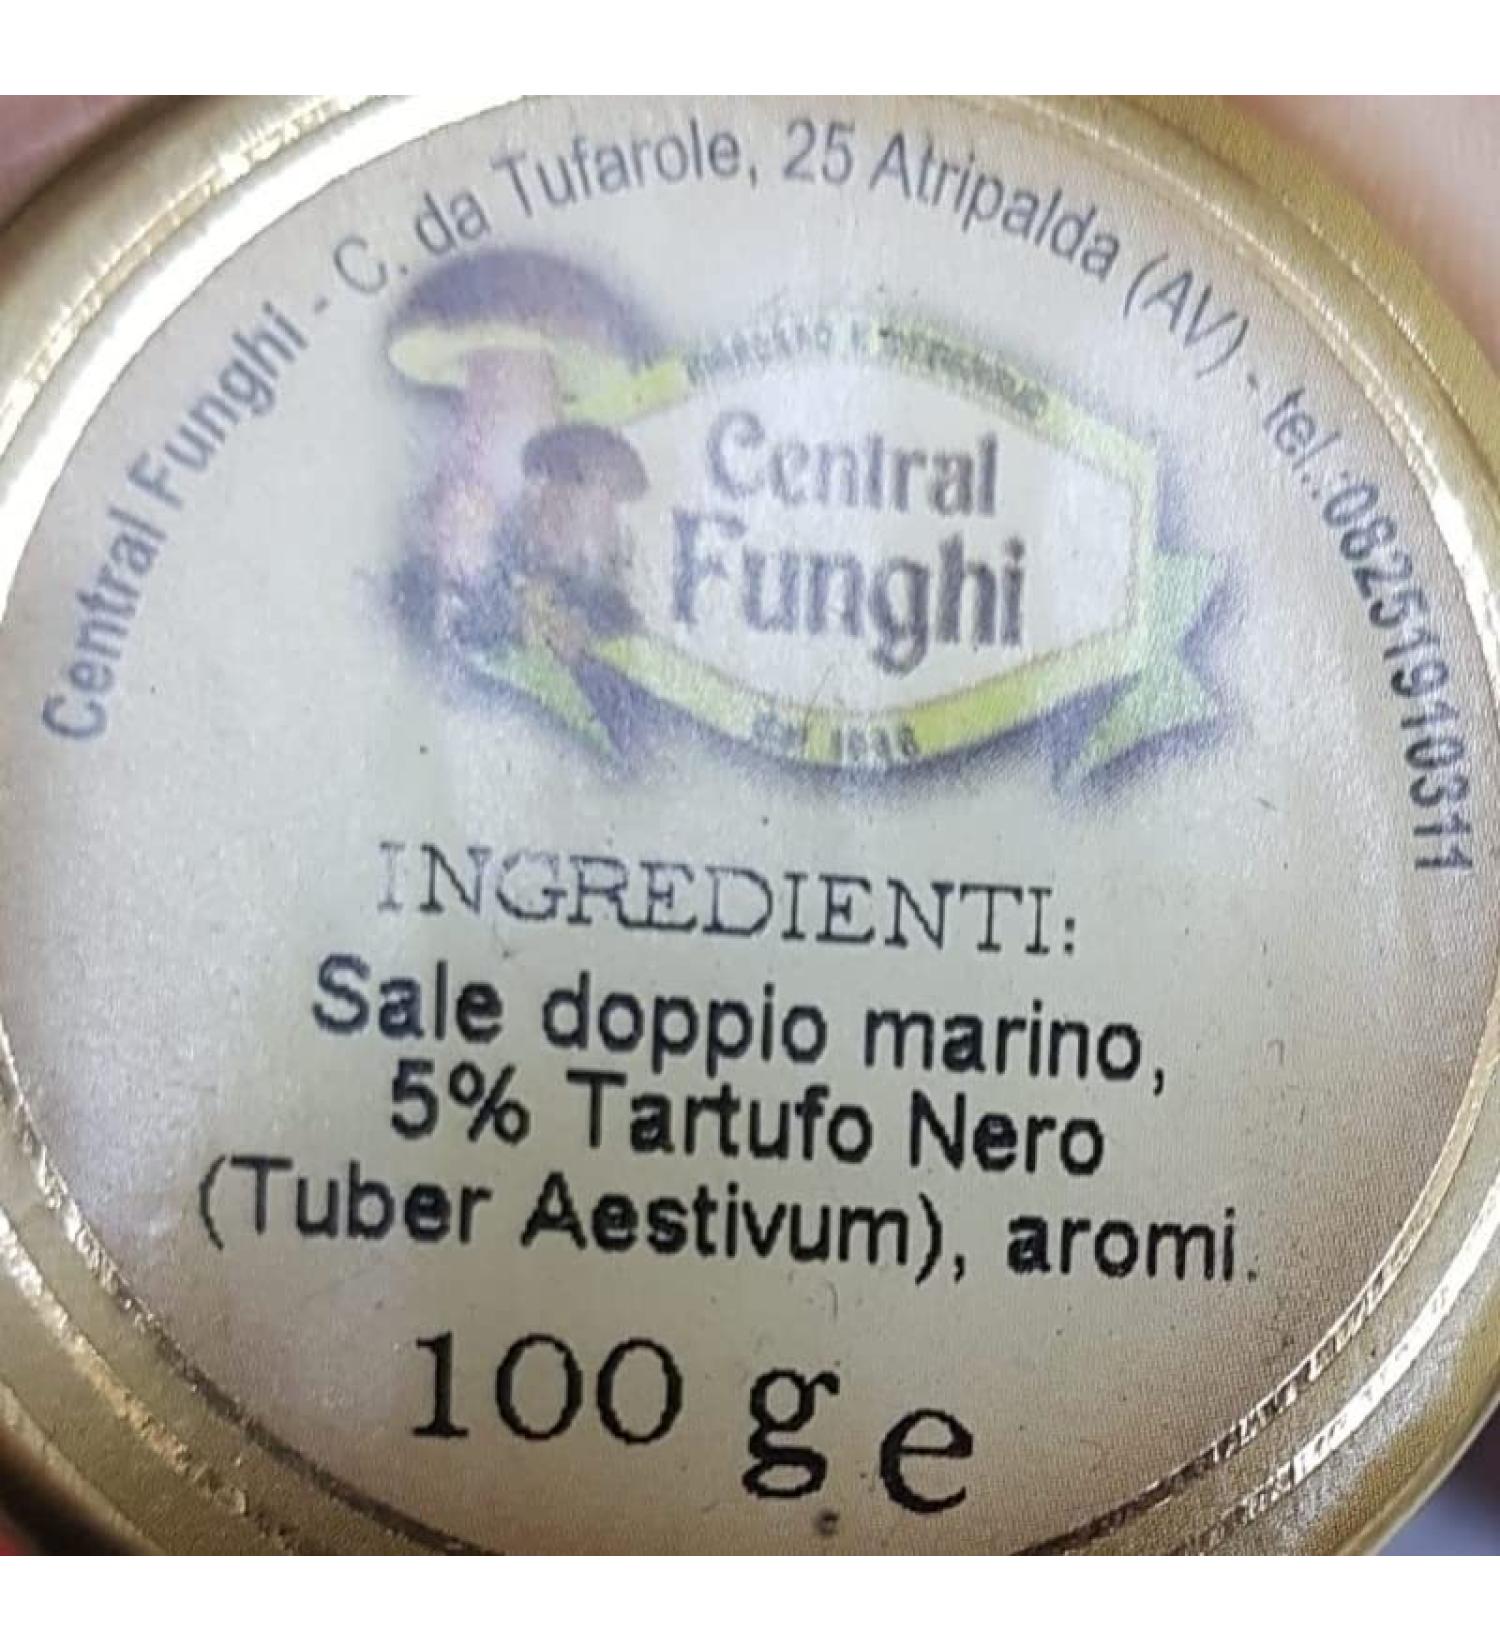 Central Funghi - C. da Tufarole, 25 Atripalda (AV) - tel.:0825191910311
Central
Funghi
INGREDIENTI:
Sale doppio marino,
5% Tartufo Nero
(Tuber Aestivum), aromi.
100 g e